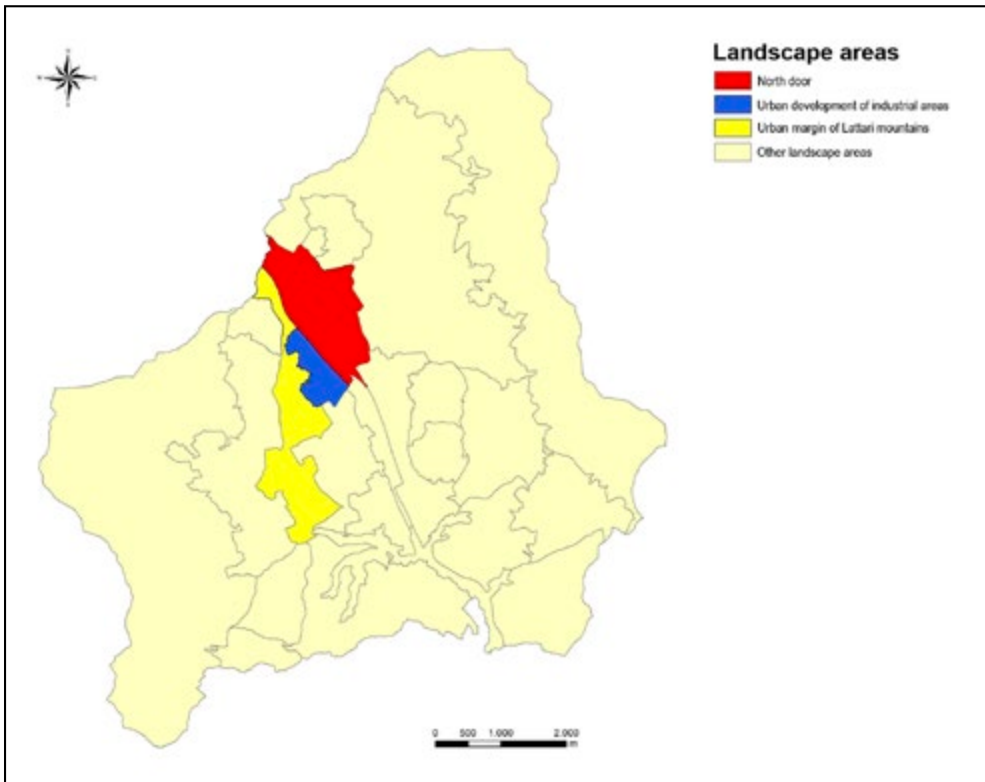 Landscape areas
North door
Urban development of industrial areas
Urban margin of Lattari mountains
Other landscape areas
0 500 1.000 2.000
m